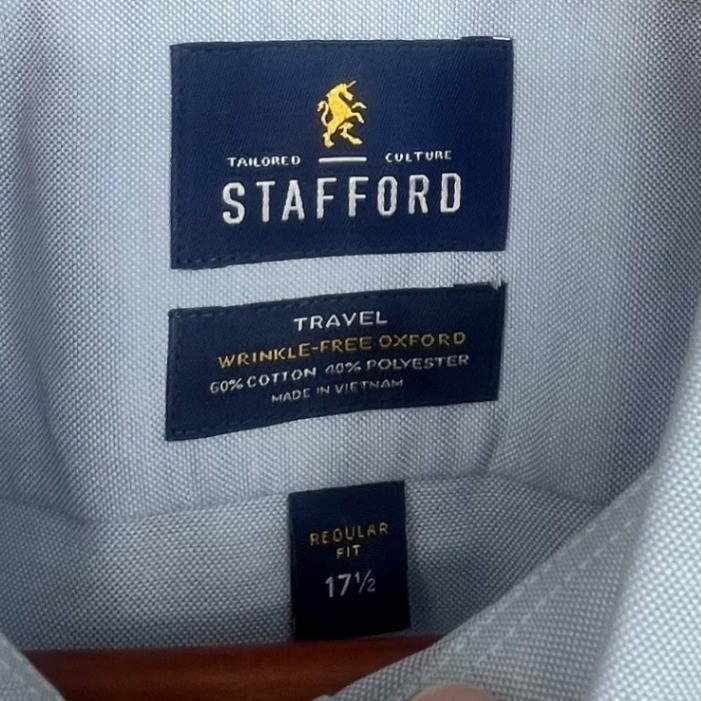 TAILORED CULTURE
STAFFORD
TRAVEL
WRINKLE-FREE OXFORD
60% COTTON 40% POLYESTER
MADE IN VIETNAM
REGULAR
FIT
17½